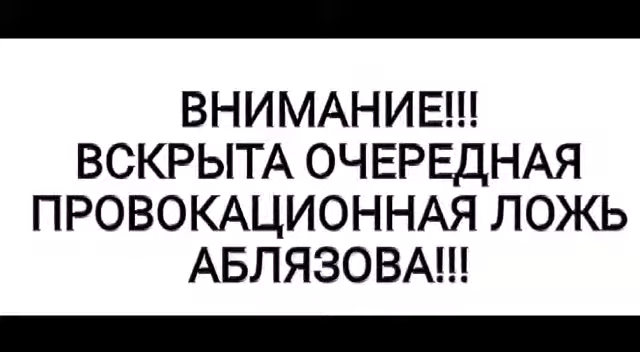 ВНИМАНИЕ!!!
ВСКРЫТА ОЧЕРЕДНАЯ
ПРОВОКАЦИОННАЯ ЛОЖЬ
АБЛЯЗОВА!!!